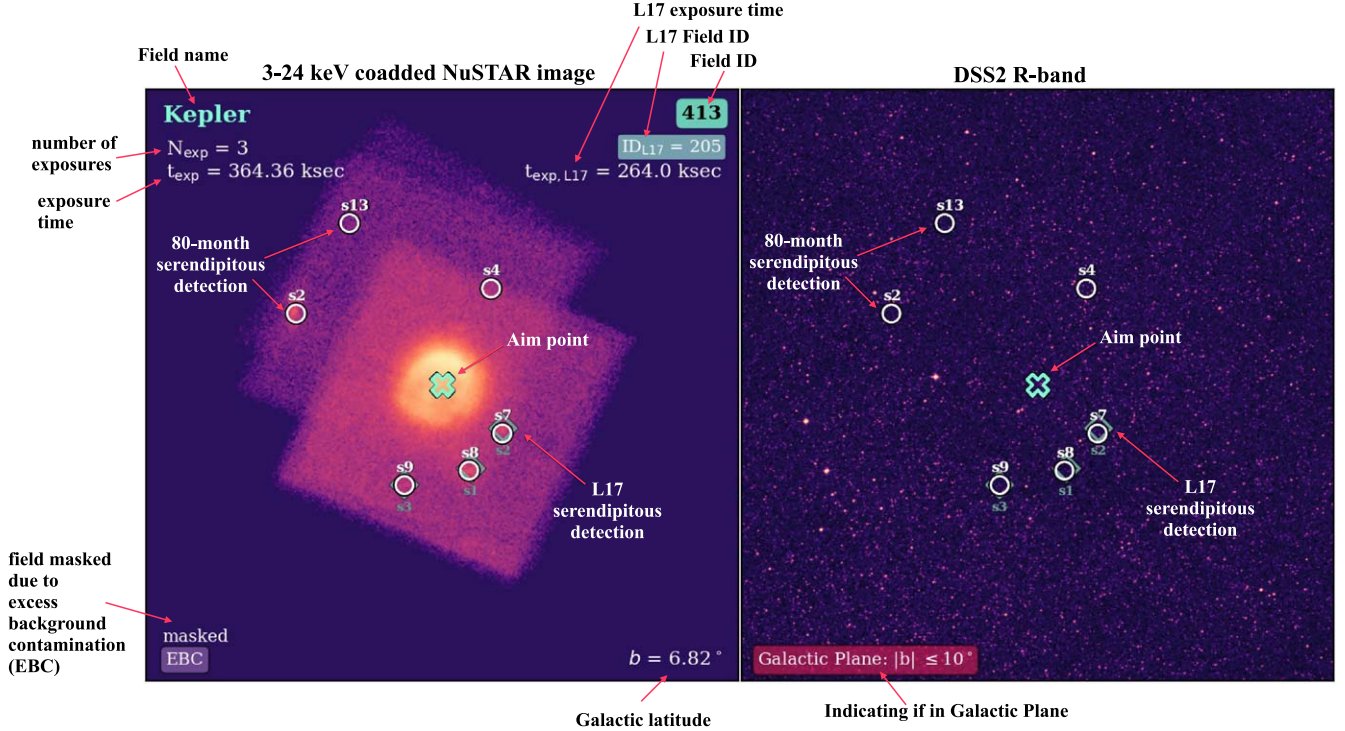 L17 exposure time
L17 Field ID
Field ID
Field name
3-24 keV coadded NuSTAR image
DSS2 R-band
Kepler
413
number of
exposures
N_exp = 3
ID_L17 = 205
t_exp = 364.36 ksec
t_exp, L17 = 264.0 ksec
exposure
time
s13
80-month
serendipitous
detection
s4
s2
Aim point
s7
s2
s8
s1
s9
s3
L17
serendipitous
detection
field masked
due to
excess
background
contamination
(EBC)
masked
EBC
b = 6.82°
Galactic latitude
s13
80-month
serendipitous
detection
s4
s2
Aim point
s7
s2
s8
s1
s9
s3
L17
serendipitous
detection
Galactic Plane: |b| ≤10°
Indicating if in Galactic Plane